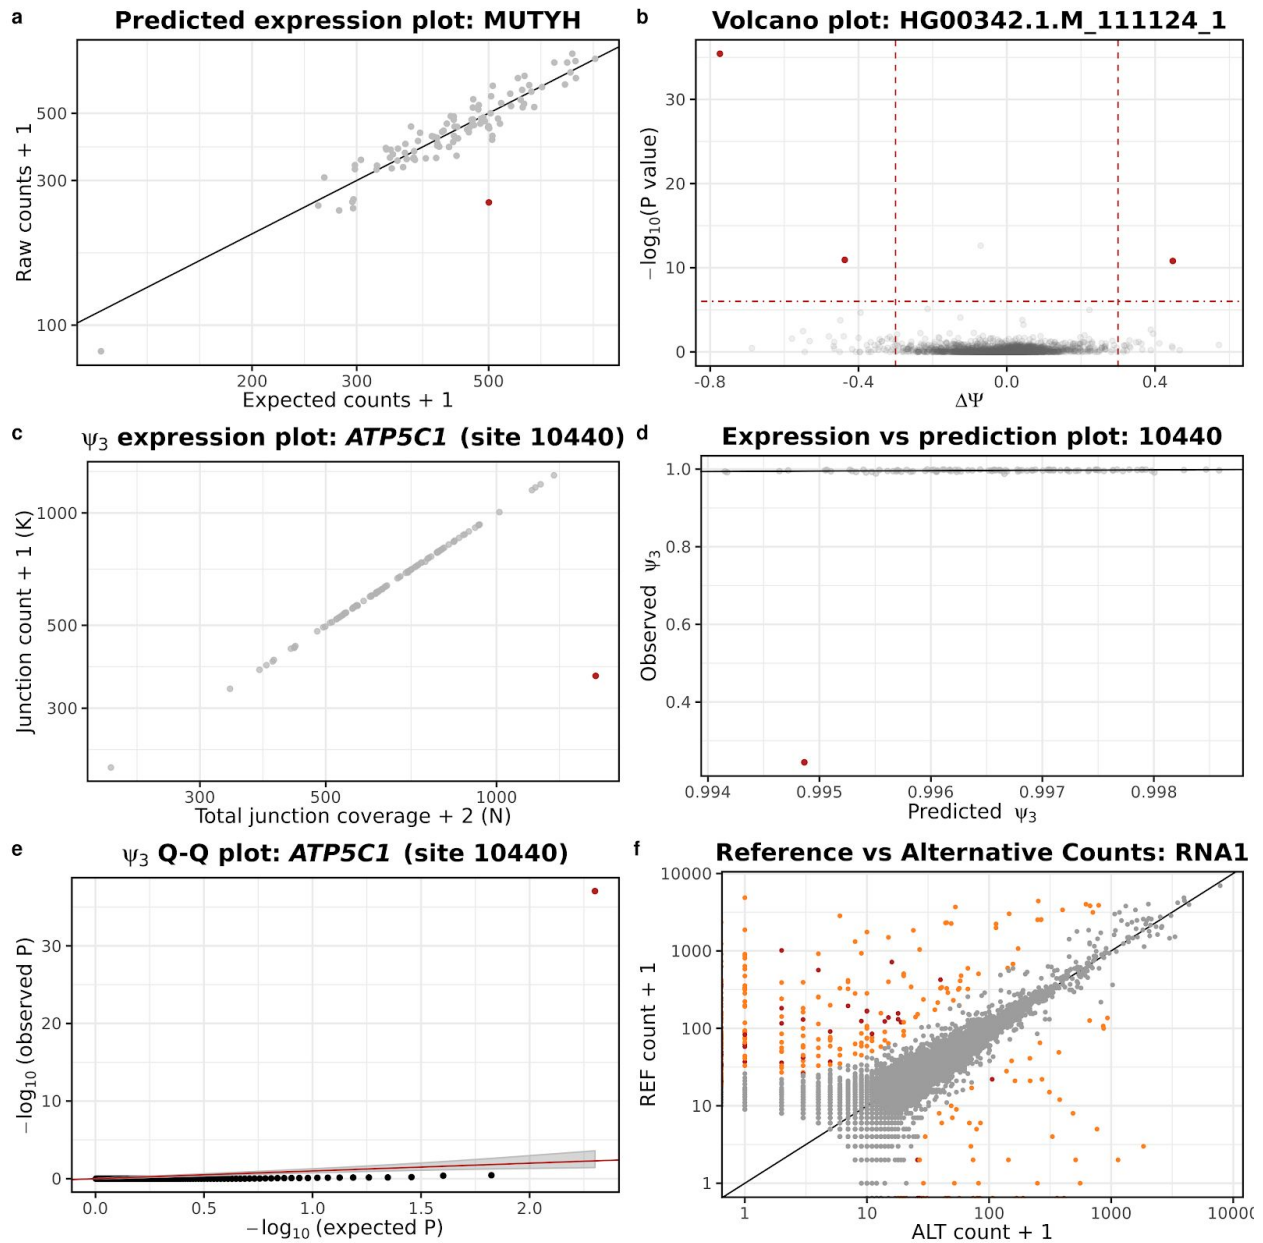 a
Predicted expression plot: MUTYH
Raw counts + 1
500
300
100
200
300
500
Expected counts + 1
b
Volcano plot: HG00342.1.M_111124_1
−log10(P value)
30
20
10
0
-0.8
-0.4
0.0
0.4
ΔΨ
c
ψ3 expression plot: ATP5C1 (site 10440)
Junction count + 1 (K)
1000
500
300
300
500
1000
Total junction coverage + 2 (N)
d
Expression vs prediction plot: 10440
Observed ψ3
1.0
0.8
0.6
0.4
0.994
0.995
0.996
0.997
0.998
Predicted ψ3
e
ψ3 Q-Q plot: ATP5C1 (site 10440)
−log10 (observed P)
30
20
10
0
0.0
0.5
1.0
1.5
2.0
−log10 (expected P)
f
Reference vs Alternative Counts: RNA1
REF count + 1
10000
1000
100
10
1
1
10
100
1000
10000
ALT count + 1